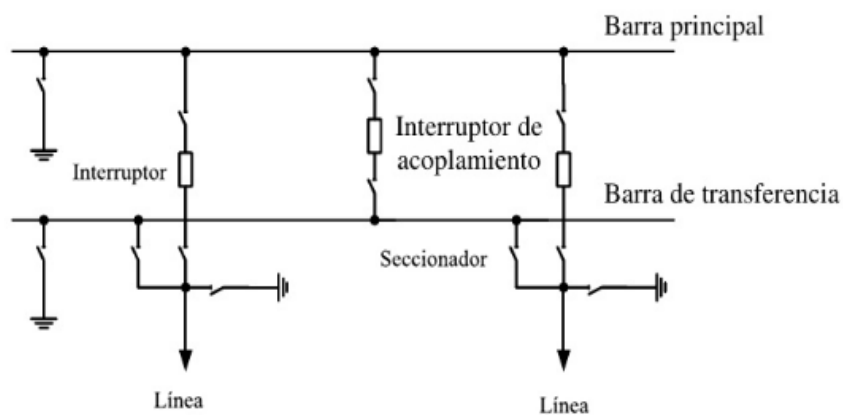 Barra principal
Interruptor de
acoplamiento
Interruptor
Barra de transferencia
Seccionador
Línea
Línea